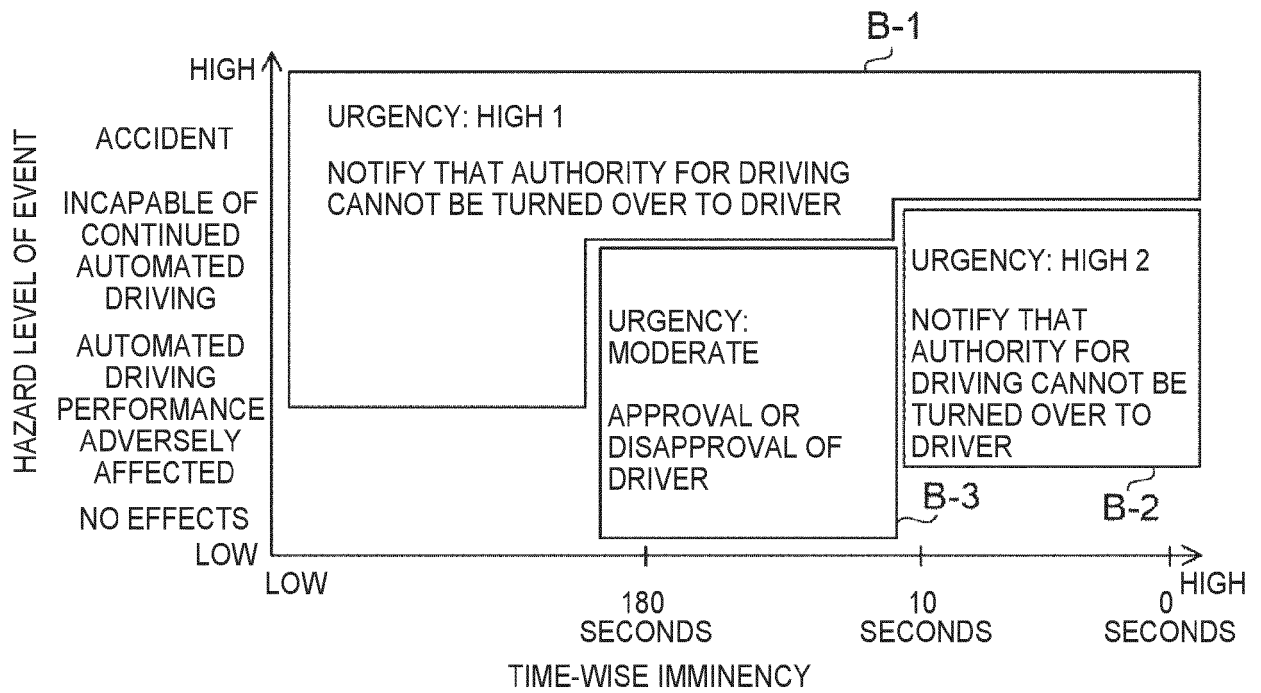 B-1
HIGH
URGENCY: HIGH 1
NOTIFY THAT AUTHORITY FOR DRIVING
CANNOT BE TURNED OVER TO DRIVER
HAZARD LEVEL OF EVENT
ACCIDENT
INCAPABLE OF
CONTINUED
AUTOMATED
DRIVING
AUTOMATED
DRIVING
PERFORMANCE
ADVERSELY
AFFECTED
NO EFFECTS
LOW
URGENCY:
MODERATE
APPROVAL OR
DISAPPROVAL OF
DRIVER
B-3
URGENCY: HIGH 2
NOTIFY THAT
AUTHORITY FOR
DRIVING CANNOT BE
TURNED OVER TO
DRIVER
B-2
LOW
180
SECONDS
10
SECONDS
0
SECONDS
HIGH
TIME-WISE IMMINENCY